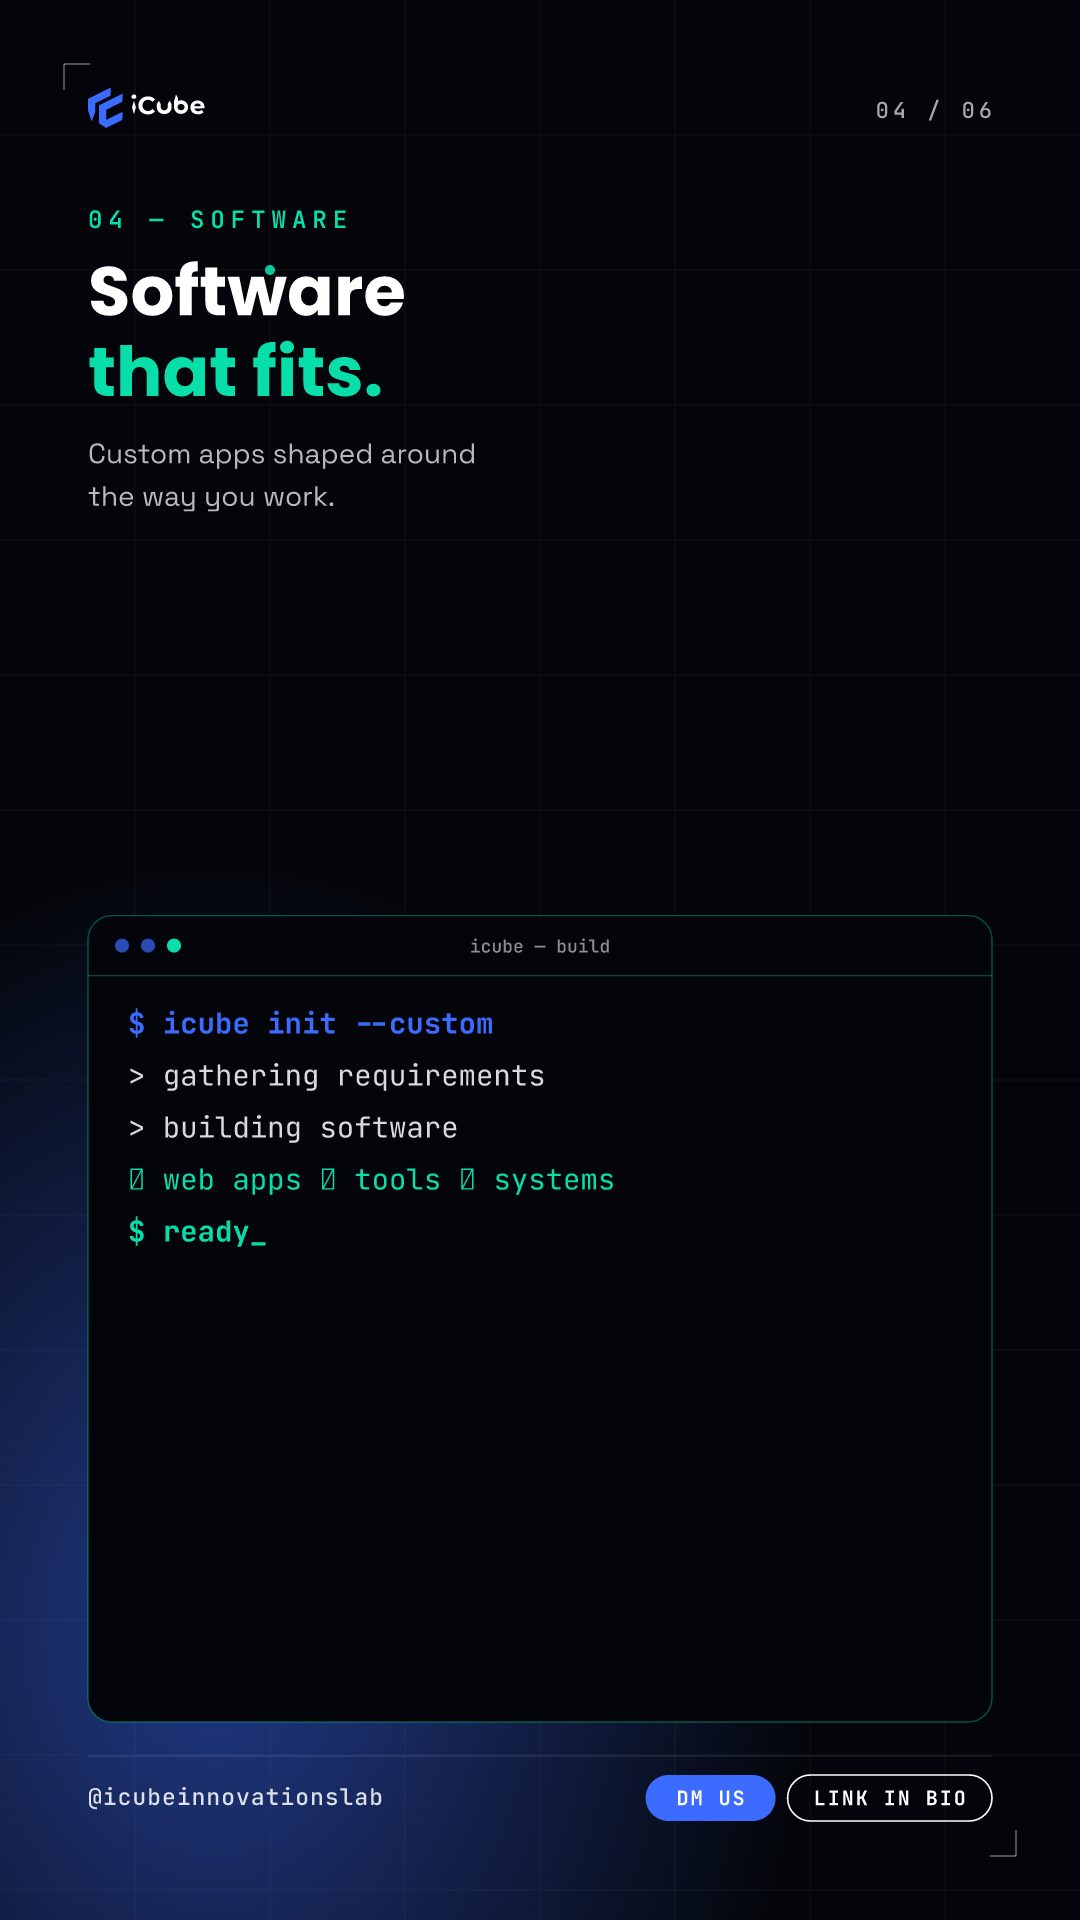 iCube
04 / 06
04 — SOFTWARE
Software
that fits.
Custom apps shaped around
the way you work.
icube — build
$ icube init --custom
> gathering requirements
> building software
▯ web apps ▯ tools ▯ systems
$ ready_
@icubeinnovationslab
DM US
LINK IN BIO